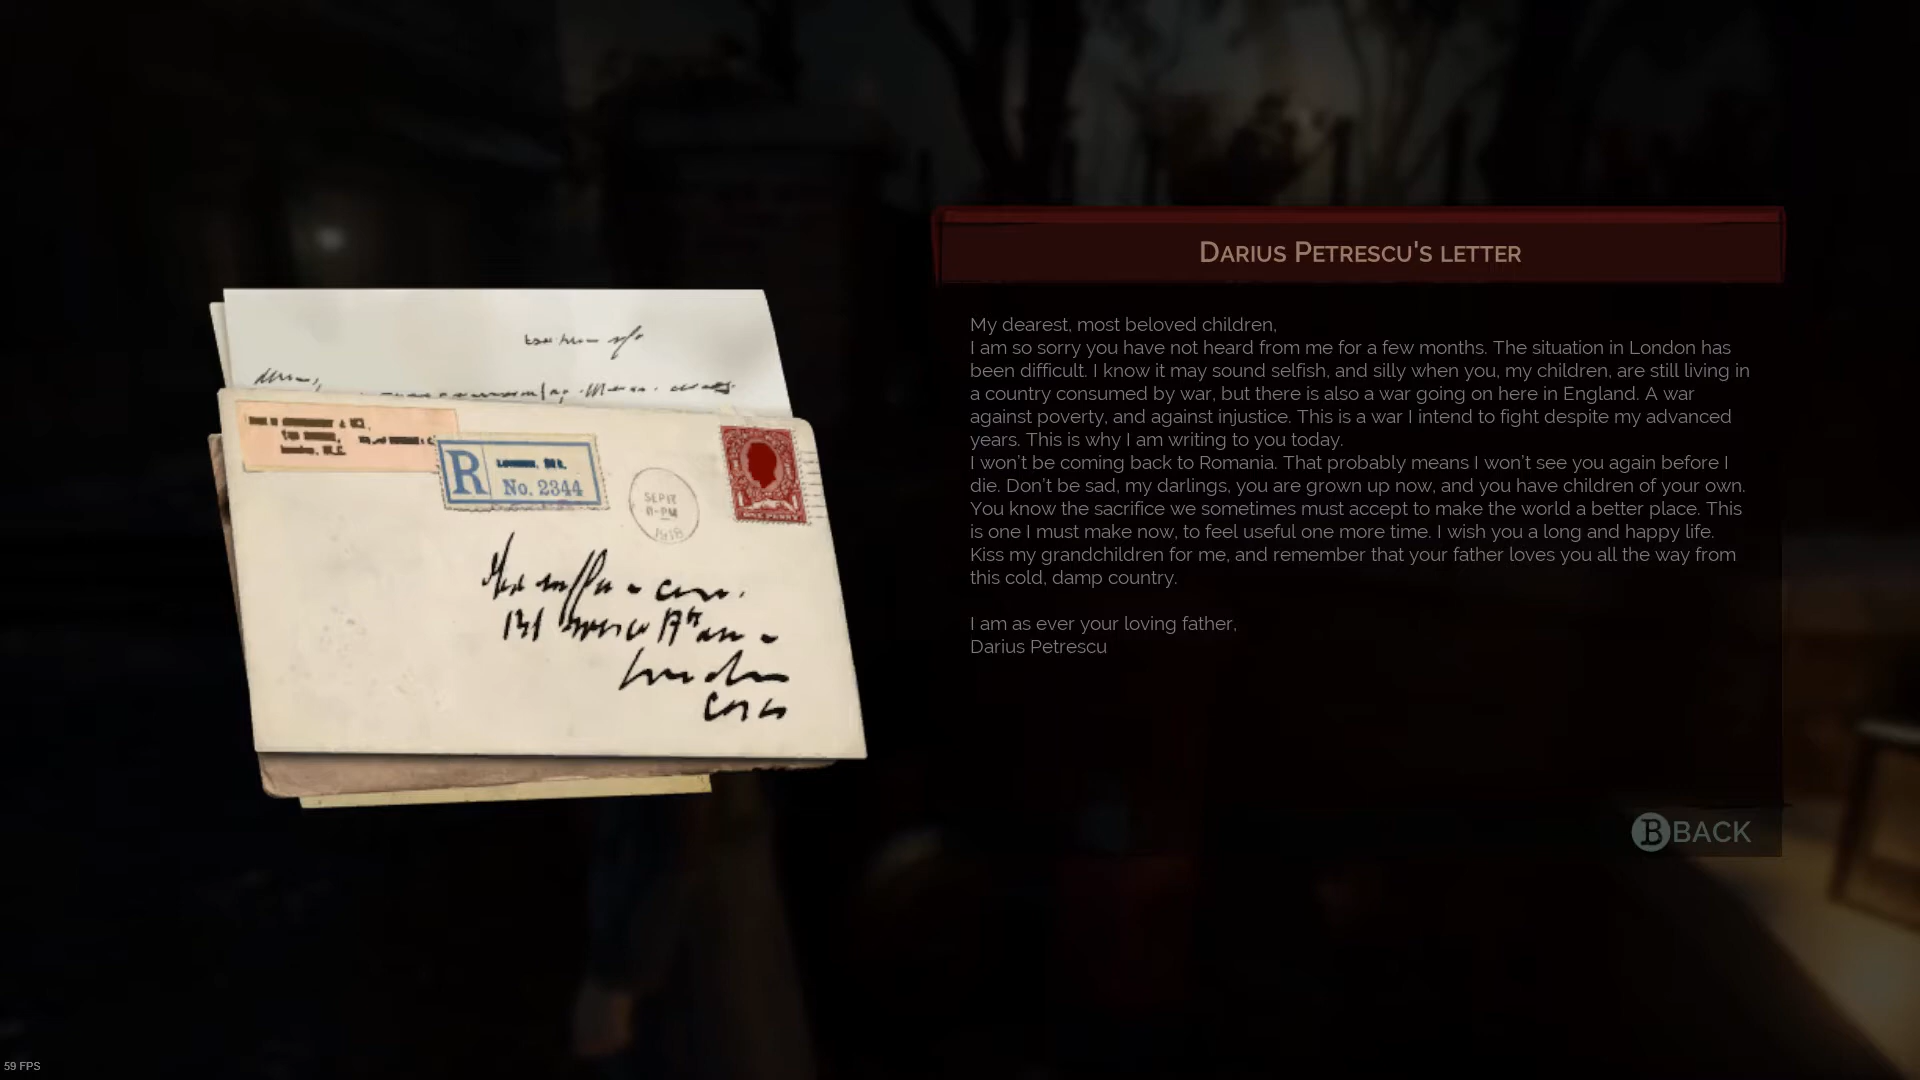 DARIUS PETRESCU'S LETTER
My dearest, most beloved children,
I am so sorry you have not heard from me for a few months. The situation in London has
been difficult. I know it may sound selfish, and silly when you, my children, are still living in
a country consumed by war, but there is also a war going on here in England. A war
against poverty, and against injustice. This is a war I intend to fight despite my advanced
years. This is why I am writing to you today.
I won't be coming back to Romania. That probably means I won't see you again before I
die. Don't be sad, my darlings, you are grown up now, and you have children of your own.
You know the sacrifice we sometimes must accept to make the world a better place. This
is one I must make now, to feel useful one more time. I wish you a long and happy life.
Kiss my grandchildren for me, and remember that your father loves you all the way from
this cold, damp country.
I am as ever your loving father,
Darius Petrescu
R
No. 2344
1918
1 1
ONE PENNY
B BACK
59 FPS